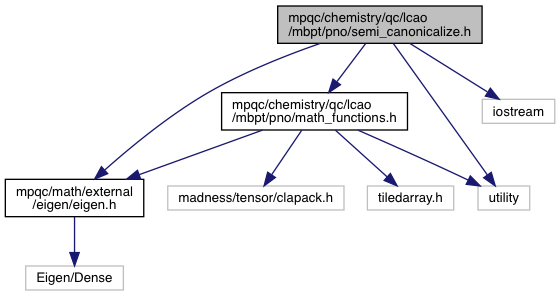 mpqc/chemistry/qc/lcao
/mbpt/pno/semi_canonicalize.h
mpqc/chemistry/qc/lcao
/mbpt/pno/math_functions.h
iostream
mpqc/math/external
/eigen/eigen.h
madness/tensor/clapack.h
tiledarray.h
utility
Eigen/Dense